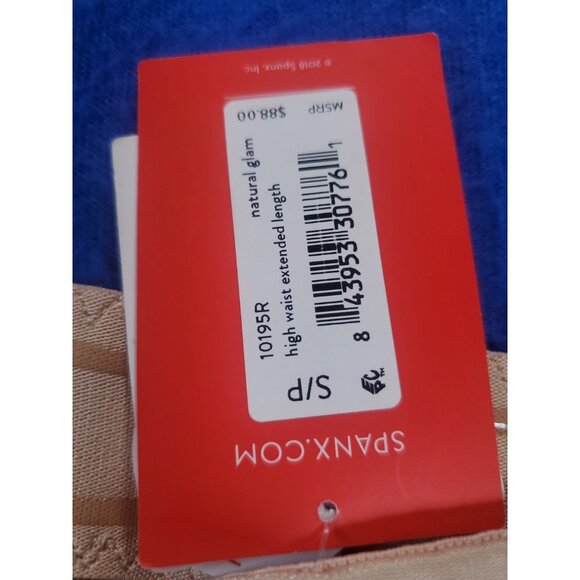 SPANX.COM
S/P
10195R
natural glam
high waist extended length
8 43953 30776 1
MSRP
$88.00
© 2018 Spanx, Inc